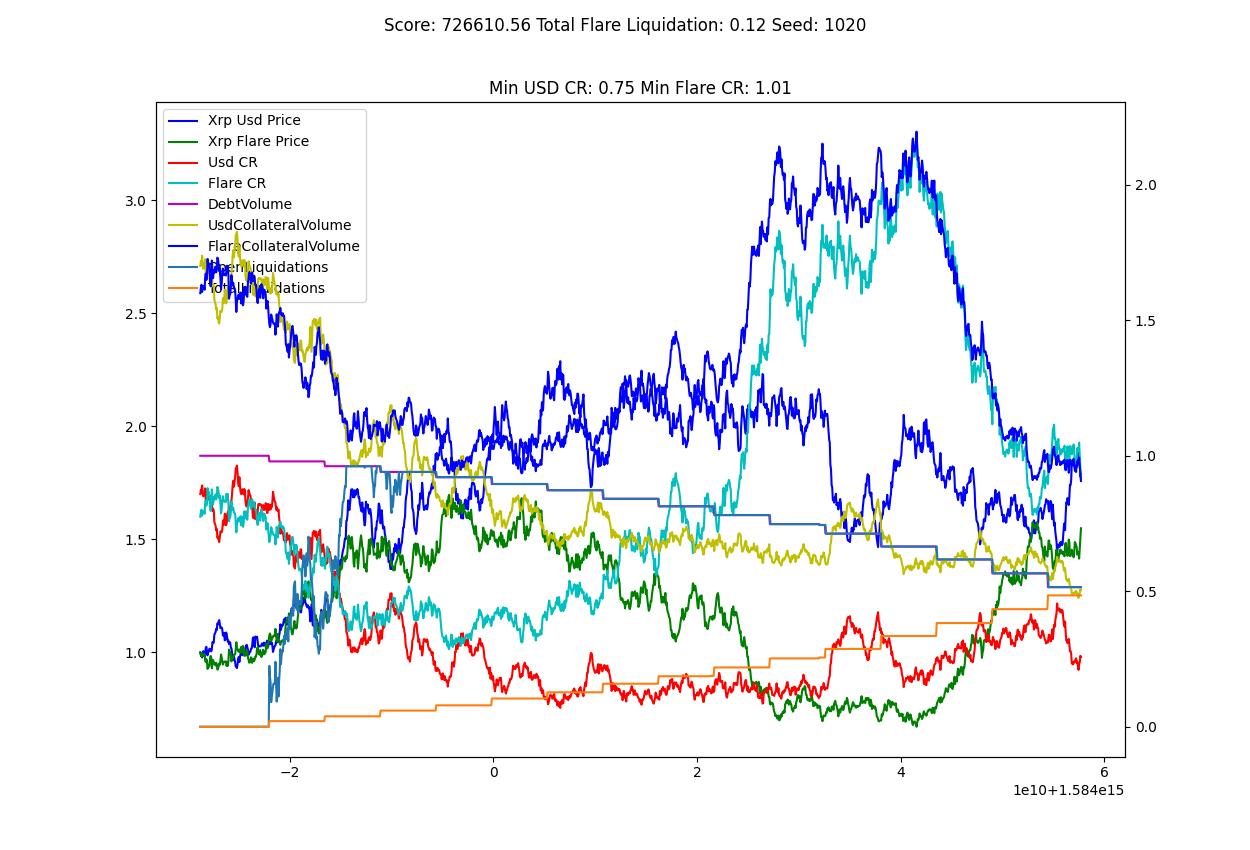 Score: 726610.56 Total Flare Liquidation: 0.12 Seed: 1020
Min USD CR: 0.75 Min Flare CR: 1.01
Xrp Usd Price
Xrp Flare Price
Usd CR
Flare CR
DebtVolume
UsdCollateralVolume
FlareCollateralVolume
OpenLiquidations
TotalLiquidations
3.0
2.5
2.0
1.5
1.0
2.0
1.5
1.0
0.5
0.0
−2
0
2
4
6
1e10+1.584e15